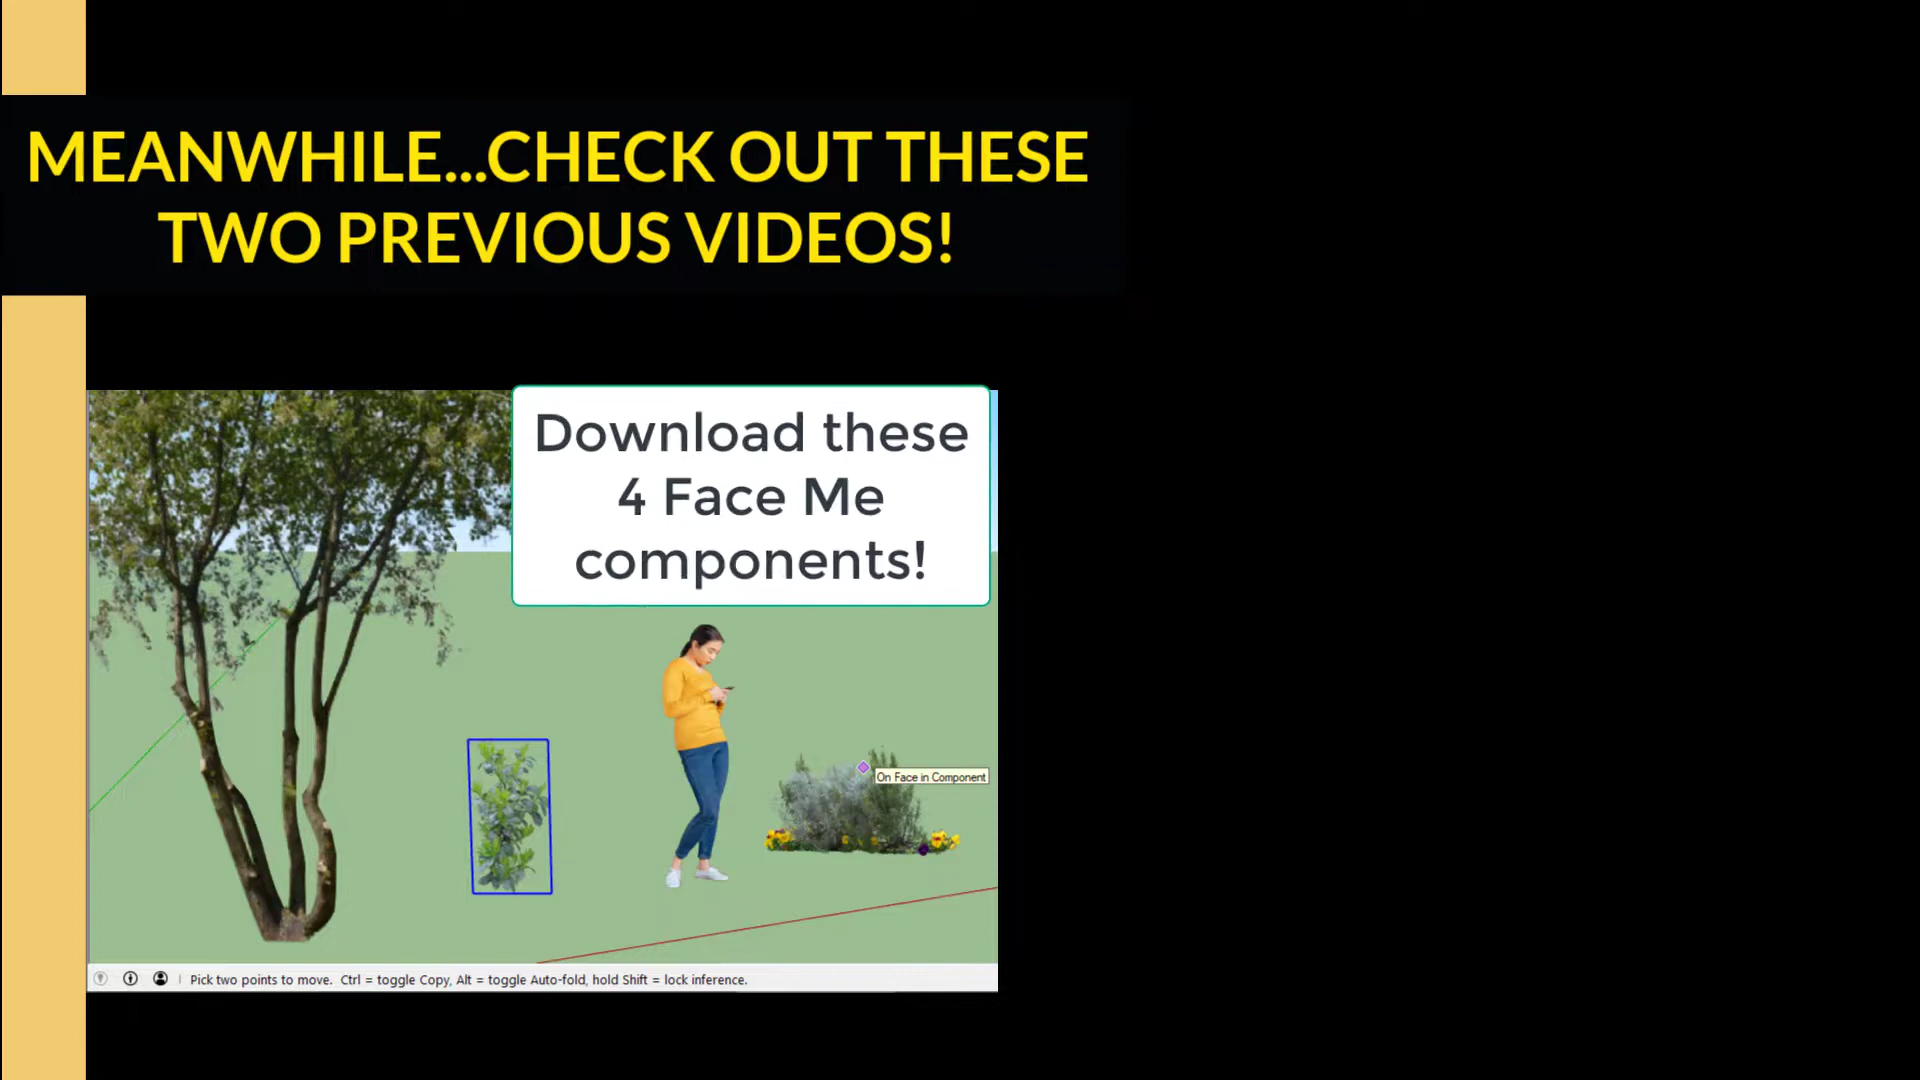 MEANWHILE...CHECK OUT THESE
TWO PREVIOUS VIDEOS!
Download these
4 Face Me
components!
On Face in Component
Pick two points to move. Ctrl = toggle Copy, Alt = toggle Auto-fold, hold Shift = lock inference.